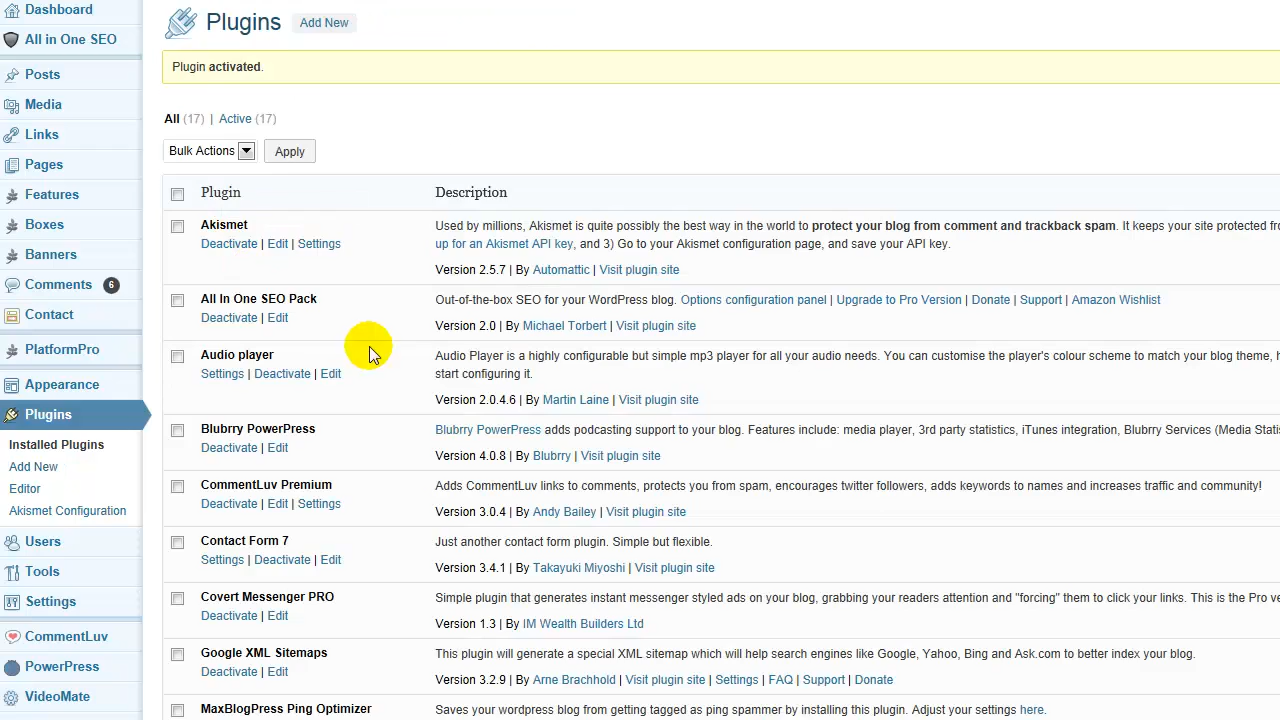 Dashboard
All in One SEO
Posts
Media
Links
Pages
Features
Boxes
Banners
Comments 6
Contact
PlatformPro
Appearance
Plugins
Installed Plugins
Add New
Editor
Akismet Configuration
Users
Tools
Settings
CommentLuv
PowerPress
VideoMate
Plugins Add New
Plugin activated.
All (17) | Active (17)
Bulk Actions Apply
Plugin Description
Akismet
Deactivate | Edit | Settings
Used by millions, Akismet is quite possibly the best way in the world to protect your blog from comment and trackback spam. It keeps your site protected
up for an Akismet API key, and 3) Go to your Akismet configuration page, and save your API key.
Version 2.5.7 | By Automattic | Visit plugin site
All In One SEO Pack
Deactivate | Edit
Out-of-the-box SEO for your WordPress blog. Options configuration panel | Upgrade to Pro Version | Donate | Support | Amazon Wishlist
Version 2.0 | By Michael Torbert | Visit plugin site
Audio player
Settings | Deactivate | Edit
Audio Player is a highly configurable but simple mp3 player for all your audio needs. You can customise the player's colour scheme to match your blog theme,
start configuring it.
Version 2.0.4.6 | By Martin Laine | Visit plugin site
Blubrry PowerPress
Deactivate | Edit
Blubrry PowerPress adds podcasting support to your blog. Features include: media player, 3rd party statistics, iTunes integration, Blubrry Services (Media
Version 4.0.8 | By Blubrry | Visit plugin site
CommentLuv Premium
Deactivate | Edit | Settings
Adds CommentLuv links to comments, protects you from spam, encourages twitter followers, adds keywords to names and increases traffic and community!
Version 3.0.4 | By Andy Bailey | Visit plugin site
Contact Form 7
Settings | Deactivate | Edit
Just another contact form plugin. Simple but flexible.
Version 3.4.1 | By Takayuki Miyoshi | Visit plugin site
Covert Messenger PRO
Deactivate | Edit
Simple plugin that generates instant messenger styled ads on your blog, grabbing your readers attention and "forcing" them to click your links. This is the Pro
Version 1.3 | By IM Wealth Builders Ltd
Google XML Sitemaps
Deactivate | Edit
This plugin will generate a special XML sitemap which will help search engines like Google, Yahoo, Bing and Ask.com to better index your blog.
Version 3.2.9 | By Arne Brachhold | Visit plugin site | Settings | FAQ | Support | Donate
MaxBlogPress Ping Optimizer
Saves your wordpress blog from getting tagged as ping spammer by installing this plugin. Adjust your settings here.